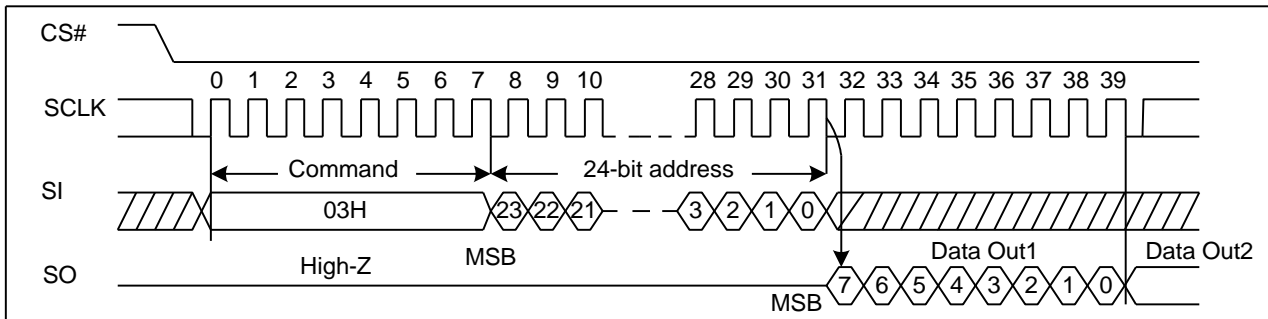 CS#
0 1 2 3 4 5 6 7 8 9 10 28 29 30 31 32 33 34 35 36 37 38 39
SCLK
Command 24-bit address
SI
03H 23 22 21 3 2 1 0
High-Z MSB Data Out1 Data Out2
SO
MSB 7 6 5 4 3 2 1 0